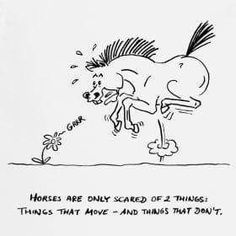 GRRR
HORSES ARE ONLY SCARED OF 2 THINGS:
THINGS THAT MOVE – AND THINGS THAT DON'T.